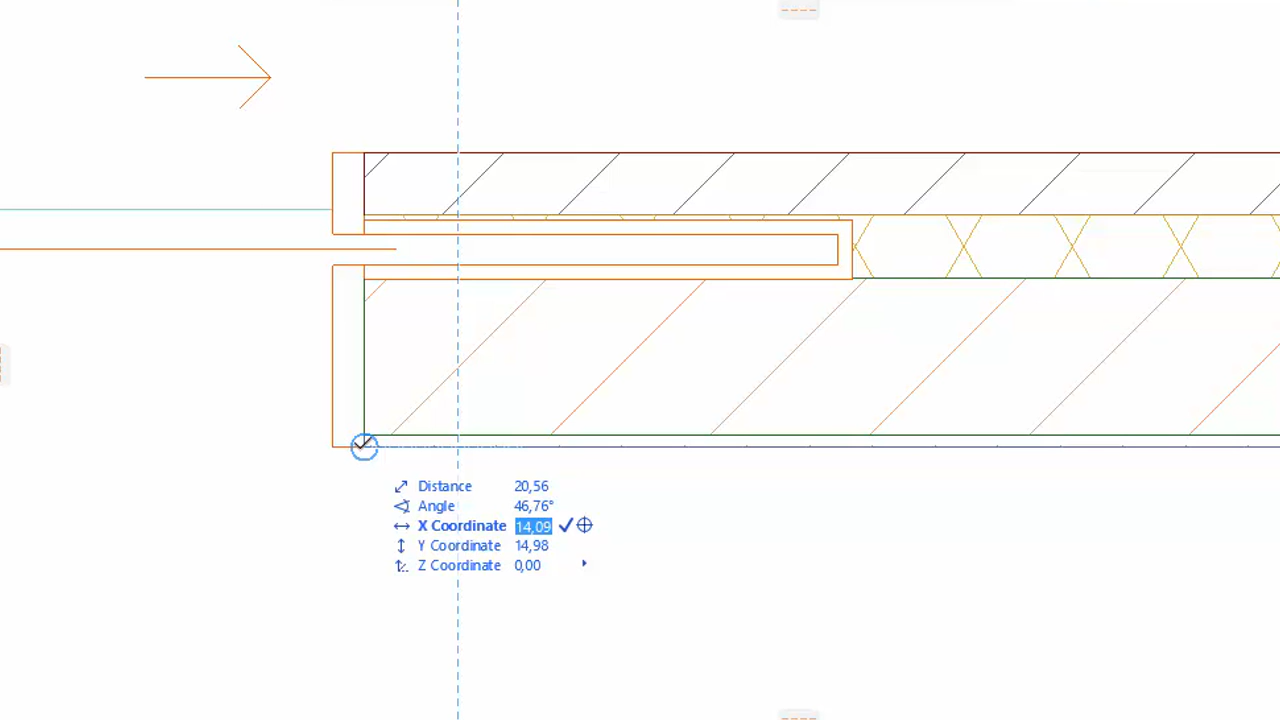 Distance 20,56
Angle 46,76°
X Coordinate 14,09
Y Coordinate 14,98
Z Coordinate 0,00